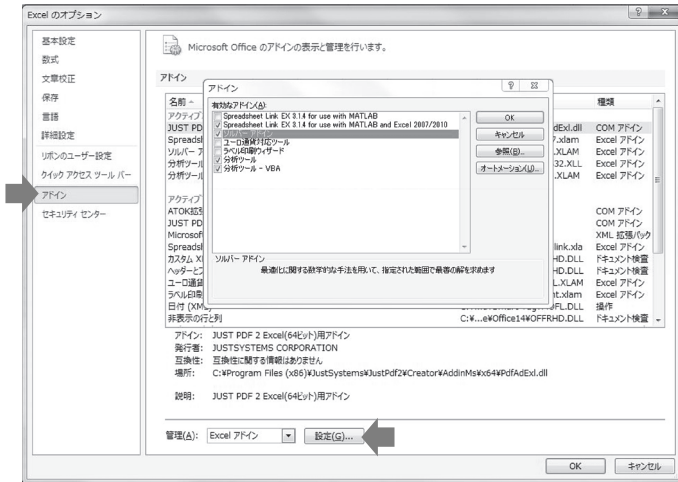 Excel のオプション
基本設定
数式
文章校正
保存
言語
詳細設定
リボンのユーザー設定
クイック アクセス ツール バー
アドイン
セキュリティ センター
Microsoft Office のアドインの表示と管理を行います。
アドイン
名前
種類
アクティブ
JUST PD
dExl.dll COM アドイン
Spreads
7.xlam Excel アドイン
ソルバー ア
.XLAM Excel アドイン
分析ツール
32.XLL Excel アドイン
分析ツール
.XLAM Excel アドイン
アクティブ
ATOK拡張
COM アドイン
JUST PD
COM アドイン
Microsof
XML 拡張パック
Spreads
link.xla Excel アドイン
カスタム X
HD.DLL ドキュメント検査
ヘッダーとフ
HD.DLL ドキュメント検査
ユーロ通貨
L.XLAM Excel アドイン
ラベル印刷
nt.xlam Excel アドイン
日付 (XM
FL.DLL 操作
非表示の行と列
C:¥...e¥Office14¥OFFRHD.DLL ドキュメント検査
アドイン
有効なアドイン(A):
Spreadsheet Link EX 3.1.4 for use with MATLAB
Spreadsheet Link EX 3.1.4 for use with MATLAB and Excel 2007/2010
ソルバー アドイン
ユーロ通貨対応ツール
ラベル印刷ウィザード
分析ツール
分析ツール - VBA
OK
キャンセル
参照(B)...
オートメーション(U)...
ソルバー アドイン
最適化に関する数学的な手法を用いて、指定された範囲で最善の解を求めます
アドイン: JUST PDF 2 Excel(64ビット)用アドイン
発行者: JUSTSYSTEMS CORPORATION
互換性: 互換性に関する情報はありません
場所: C:¥Program Files (x86)¥JustSystems¥JustPdf2¥Creator¥AddinMs¥x64¥PdfAdExl.dll
説明: JUST PDF 2 Excel(64ビット)用アドイン
管理(A): Excel アドイン 設定(G)...
OK キャンセル